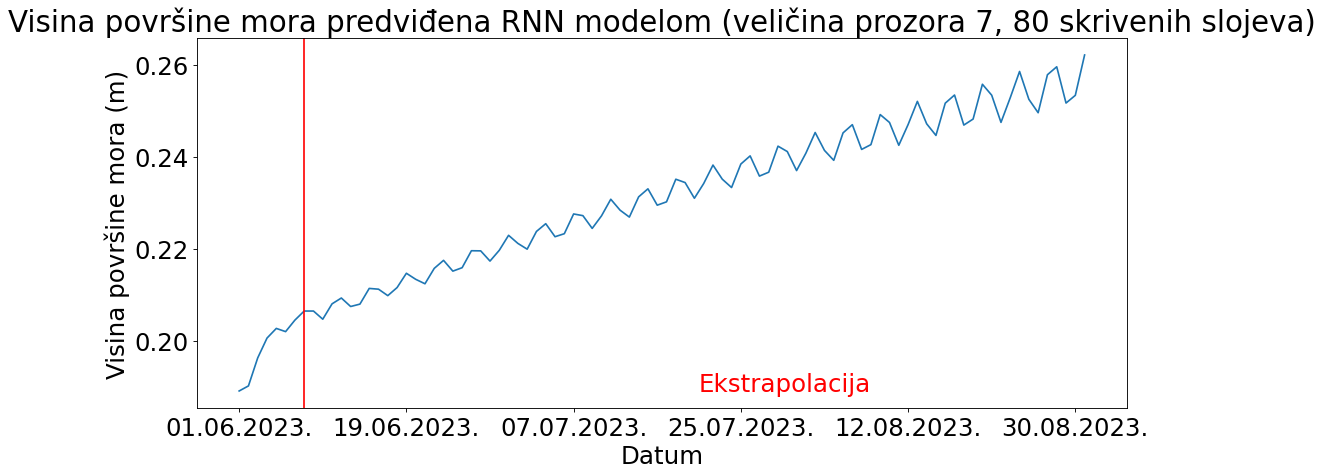 Visina površine mora predviđena RNN modelom (veličina prozora 7, 80 skrivenih slojeva)
Visina površine mora (m)
0.26
0.24
0.22
0.20
Ekstrapolacija
01.06.2023. 19.06.2023. 07.07.2023. 25.07.2023. 12.08.2023. 30.08.2023.
Datum